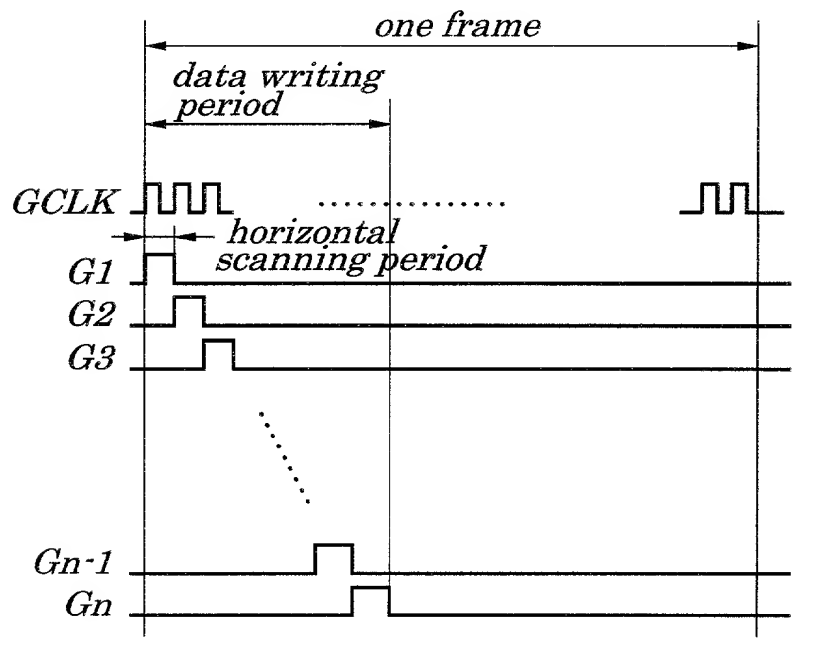 one frame
data writing
period
GCLK
horizontal
scanning period
G1
G2
G3
Gn-1
Gn